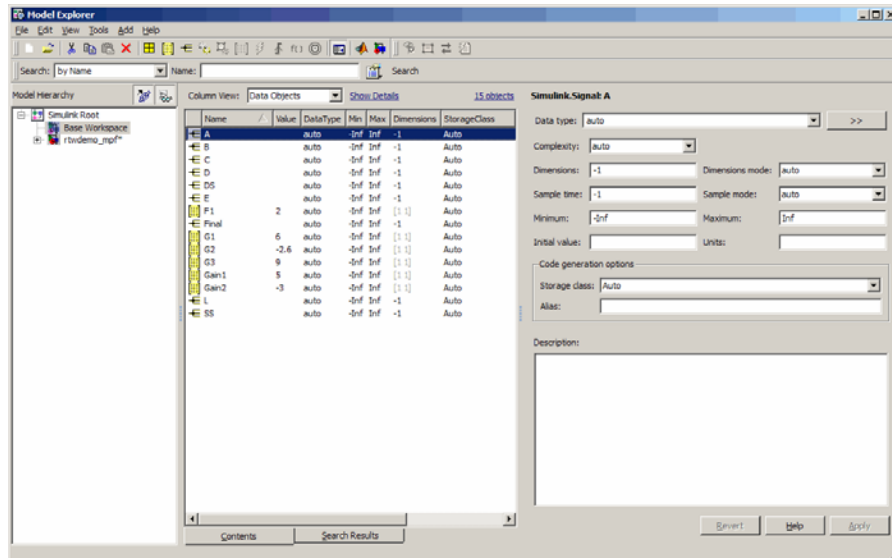 Model Explorer
File Edit View Tools Add Help
Search: by Name Name: Search
Model Hierarchy
Simulink Root
Base Workspace
rtwdemo_mpf*
Column View: Data Objects Show Details 15 objects
Name Value DataType Min Max Dimensions StorageClass
A auto -Inf Inf -1 Auto
B auto -Inf Inf -1 Auto
C auto -Inf Inf -1 Auto
D auto -Inf Inf -1 Auto
DS auto -Inf Inf -1 Auto
E auto -Inf Inf -1 Auto
F1 2 auto -Inf Inf [1 1] Auto
Final auto -Inf Inf -1 Auto
G1 6 auto -Inf Inf [1 1] Auto
G2 -2.6 auto -Inf Inf [1 1] Auto
G3 9 auto -Inf Inf [1 1] Auto
Gain1 5 auto -Inf Inf [1 1] Auto
Gain2 -3 auto -Inf Inf [1 1] Auto
L auto -Inf Inf -1 Auto
SS auto -Inf Inf -1 Auto
Contents Search Results
Simulink.Signal: A
Data type: auto >>
Complexity: auto
Dimensions: -1 Dimensions mode: auto
Sample time: -1 Sample mode: auto
Minimum: -Inf Maximum: Inf
Initial value: Units:
Code generation options
Storage class: Auto
Alias:
Description:
Revert Help Apply